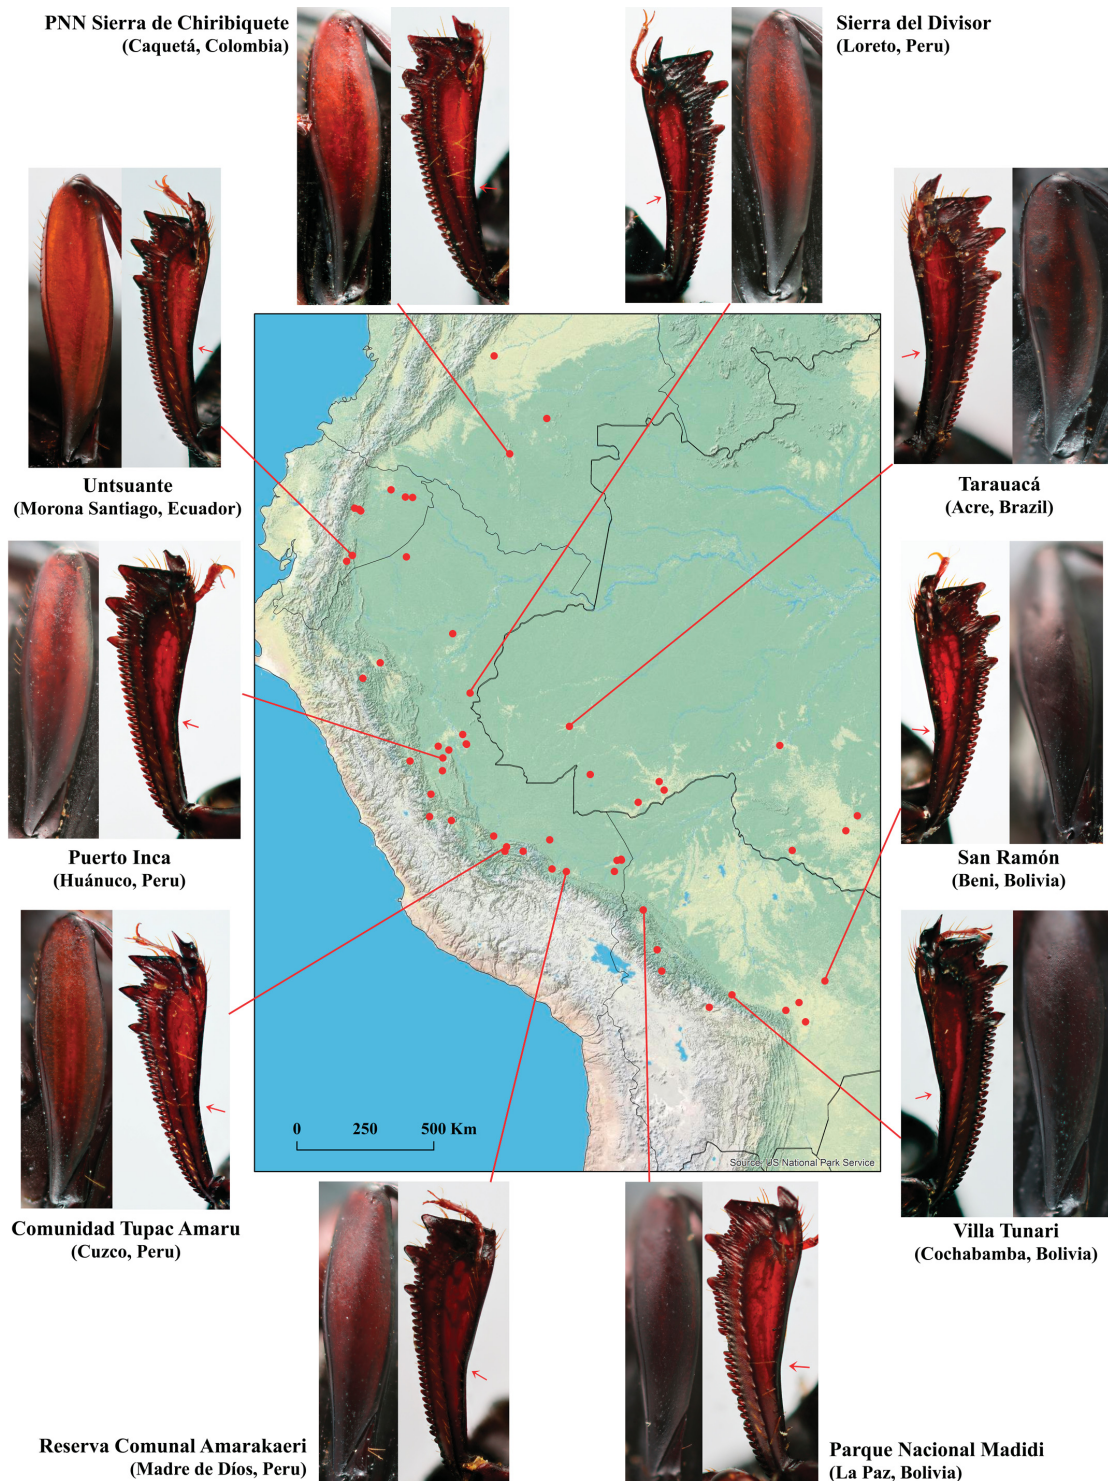 PNN Sierra de Chiribiquete
(Caquetá, Colombia)
Sierra del Divisor
(Loreto, Peru)
Untsuante
(Morona Santiago, Ecuador)
Tarauacá
(Acre, Brazil)
Puerto Inca
(Huánuco, Peru)
San Ramón
(Beni, Bolivia)
Comunidad Tupac Amaru
(Cuzco, Peru)
Villa Tunari
(Cochabamba, Bolivia)
0 250 500 Km
Source: US National Park Service
Reserva Comunal Amarakaeri
(Madre de Díos, Peru)
Parque Nacional Madidi
(La Paz, Bolivia)